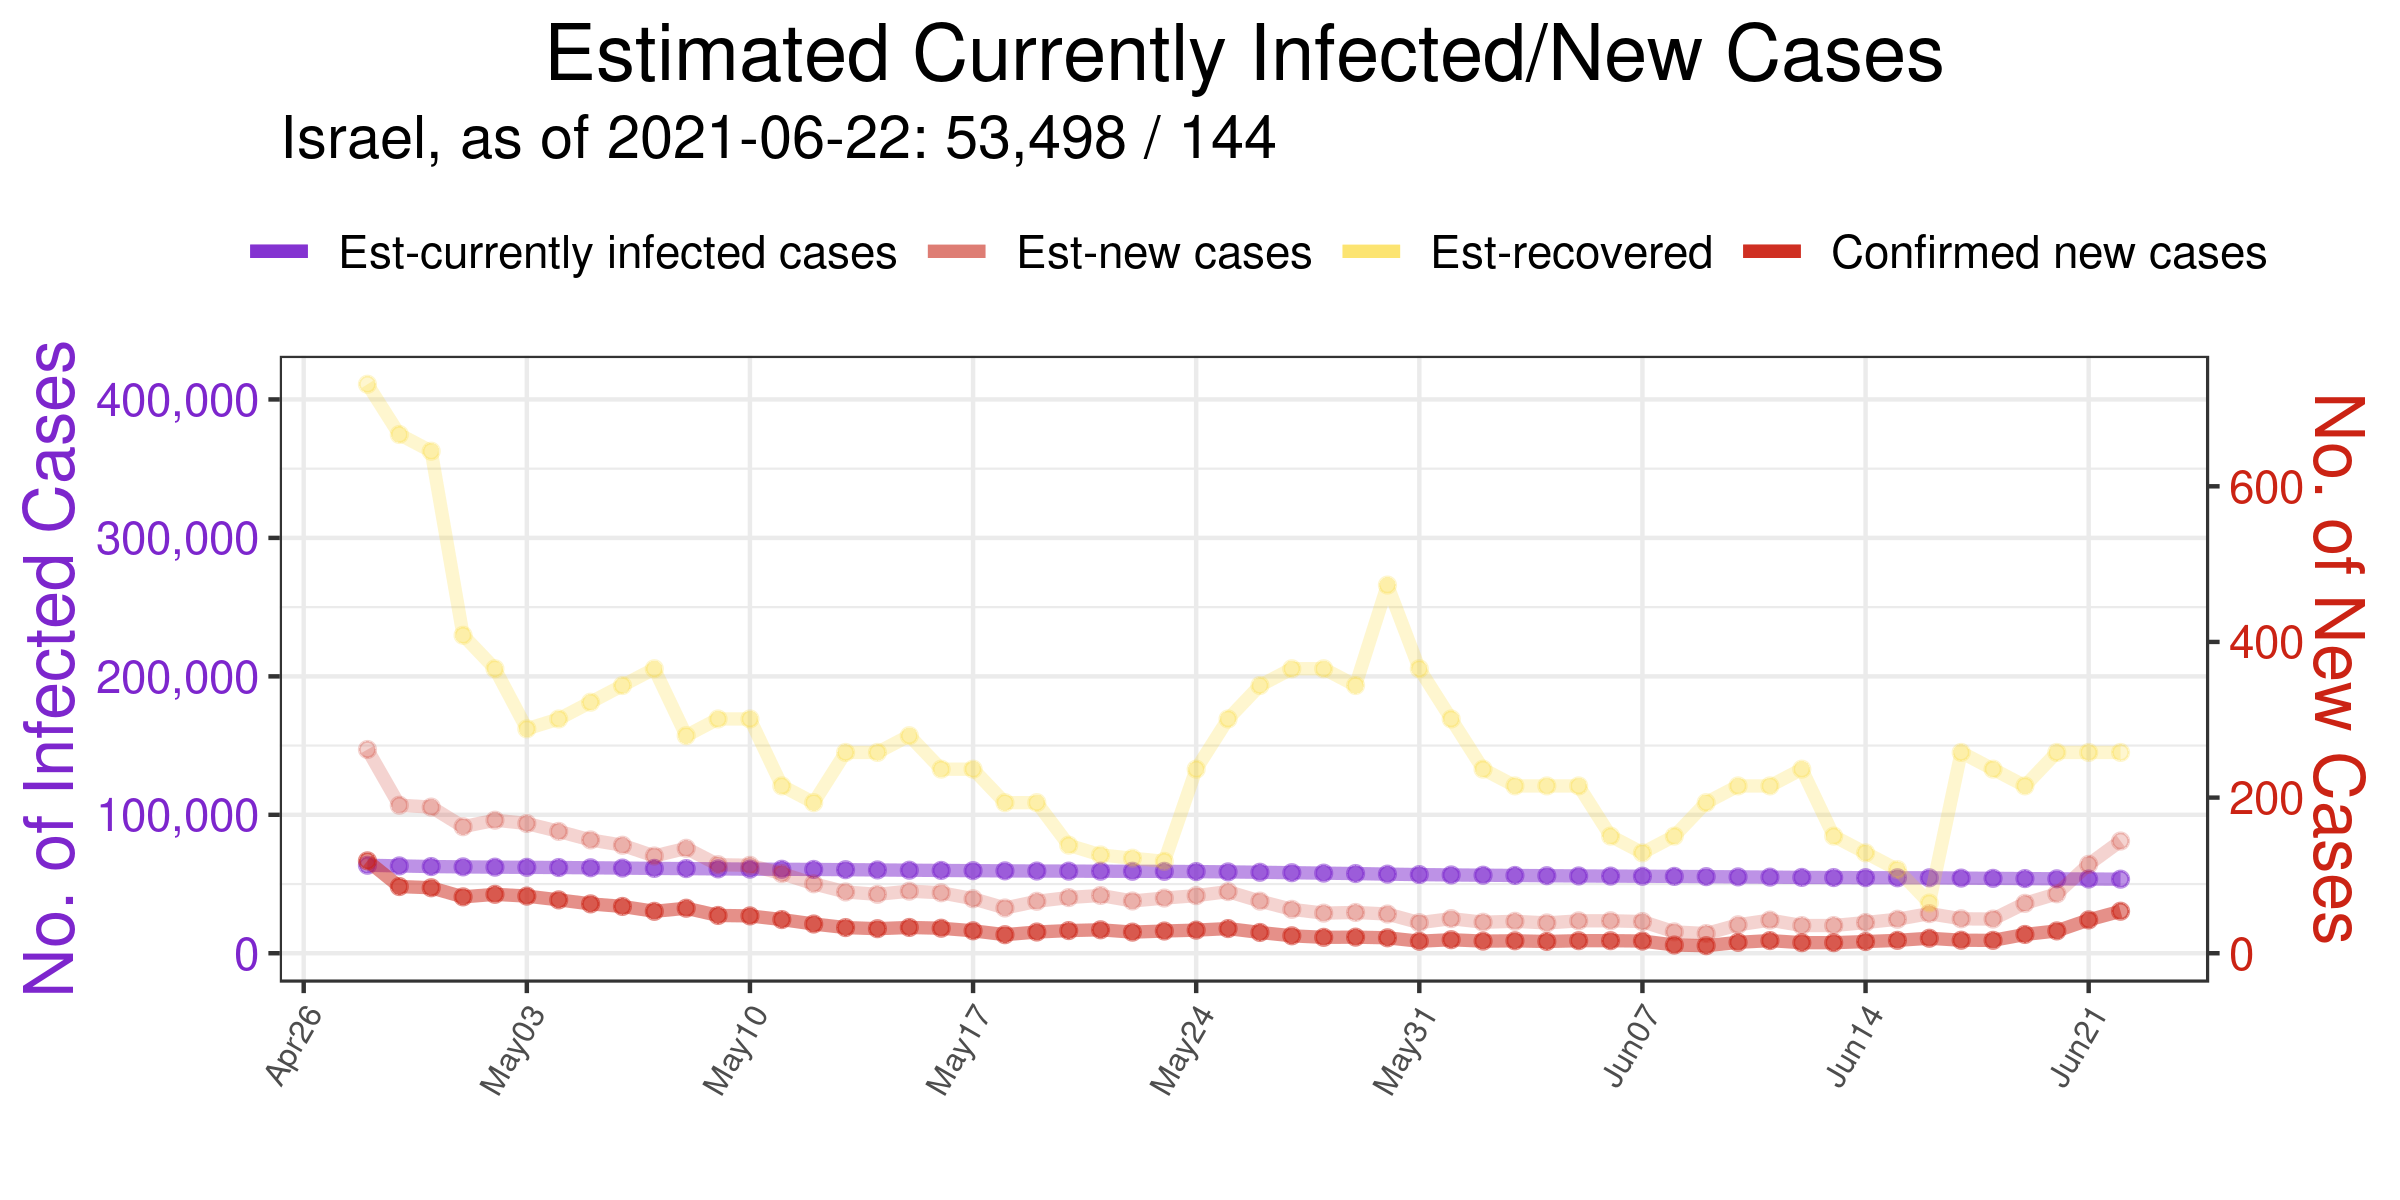 Estimated Currently Infected/New Cases
Israel, as of 2021-06-22: 53,498 / 144
Est-currently infected cases Est-new cases Est-recovered Confirmed new cases
No. of Infected Cases
400,000
300,000
200,000
100,000
0
600
400
200
0
No. of New Cases
Apr26 May03 May10 May17 May24 May31 Jun07 Jun14 Jun21